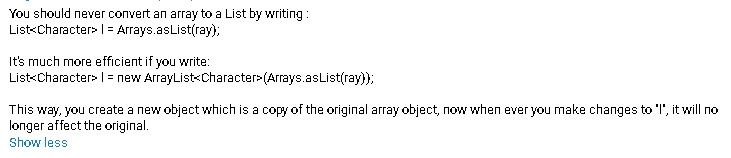 You should never convert an array to a List by writing :
List<Character> l = Arrays.asList(ray);
It's much more efficient if you write:
List<Character> l = new ArrayList<Character>(Arrays.asList(ray));
This way, you create a new object which is a copy of the original array object, now when ever you make changes to "l", it will no
longer affect the original.
Show less